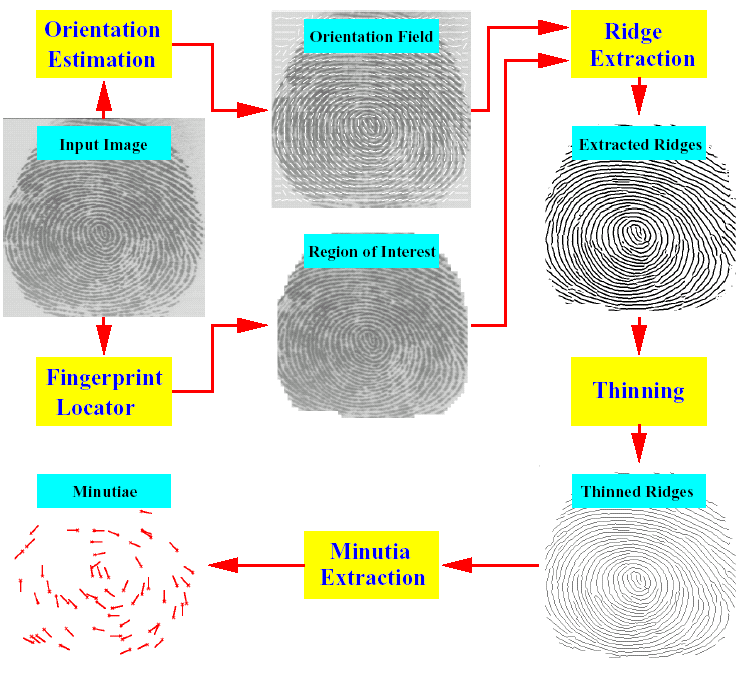 Orientation
Estimation
Orientation Field
Ridge
Extraction
Input Image
Extracted Ridges
Region of Interest
Fingerprint
Locator
Thinning
Minutiae
Thinned Ridges
Minutia
Extraction